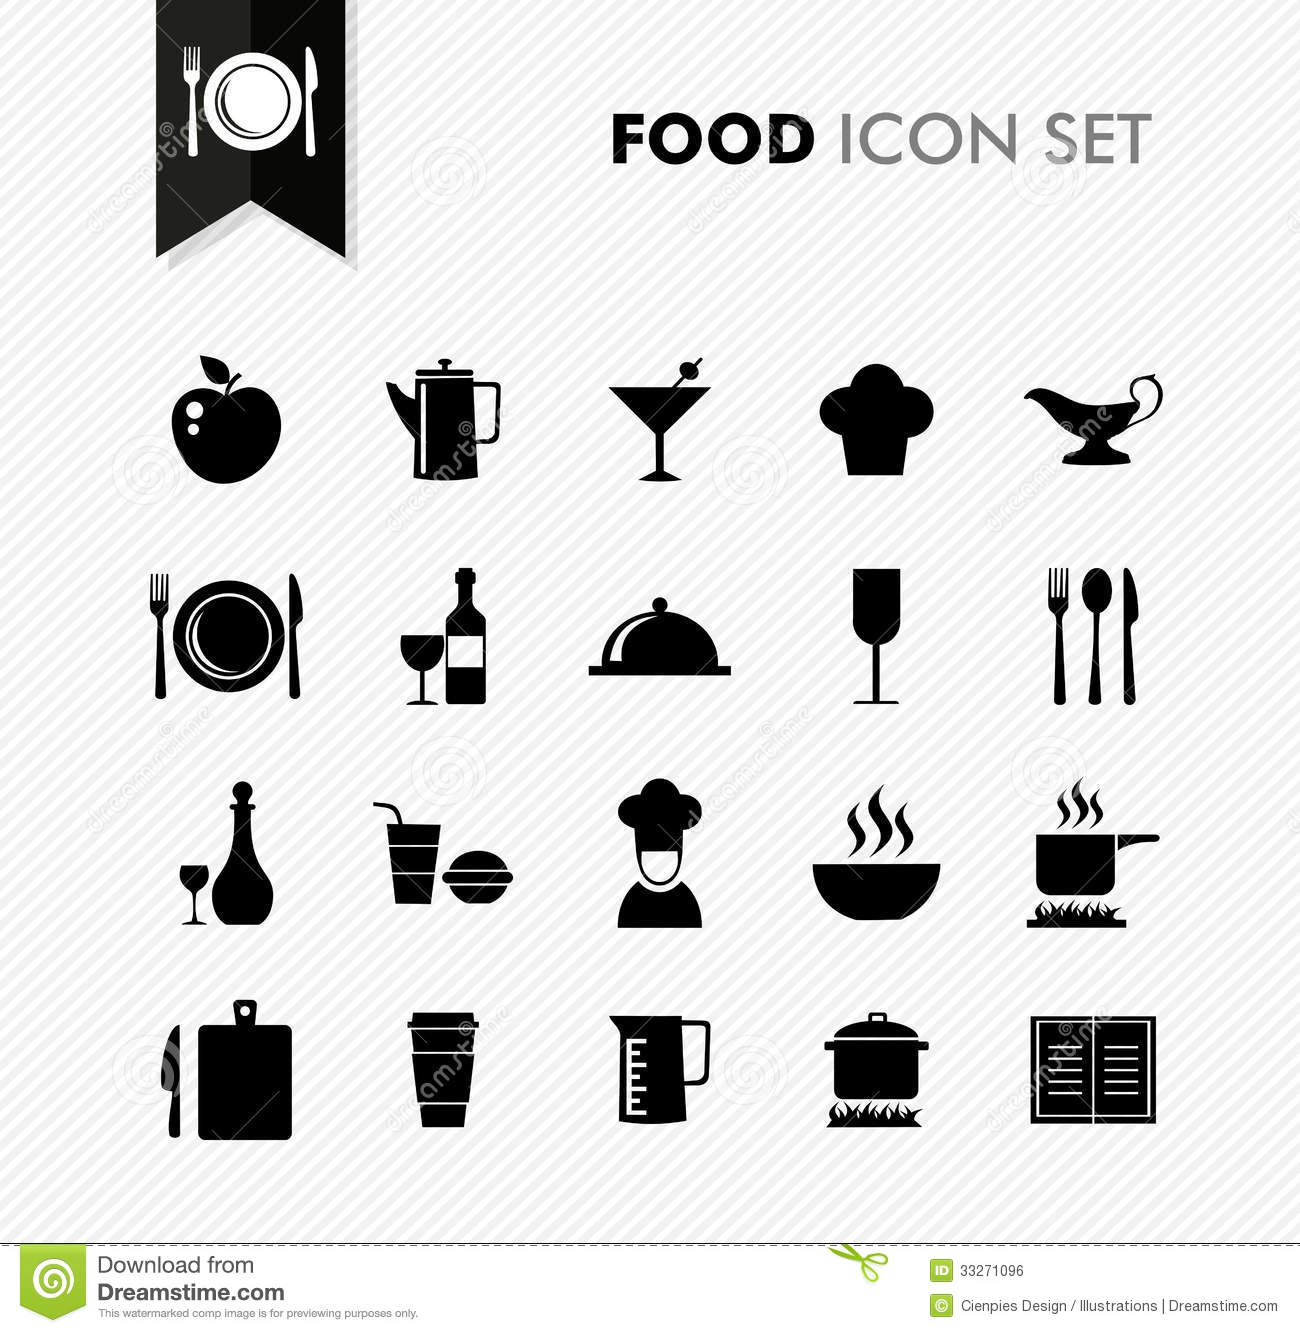 FOOD ICON SET
Download from
Dreamstime.com
This watermarked comp image is for previewing purposes only.
ID 33271096
© Cienpies Design / Illustrations | Dreamstime.com